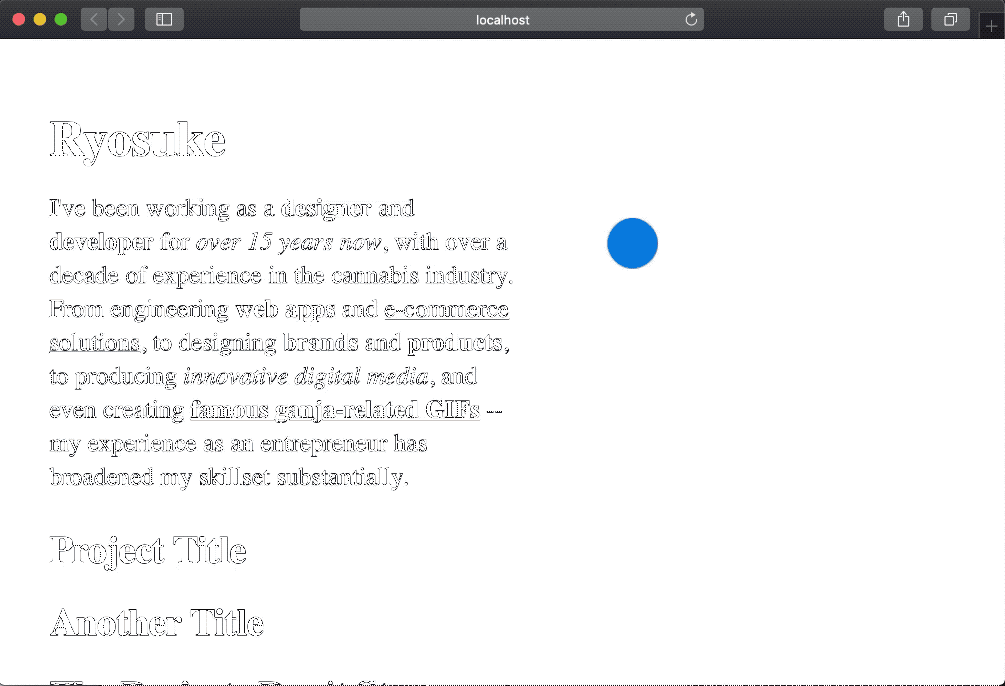 localhost
Ryosuke
I've been working as a designer and
developer for over 15 years now, with over a
decade of experience in the cannabis industry.
From engineering web apps and e-commerce
solutions, to designing brands and products,
to producing innovative digital media, and
even creating famous ganja-related GIFs --
my experience as an entrepreneur has
broadened my skillset substantially.
Project Title
Another Title